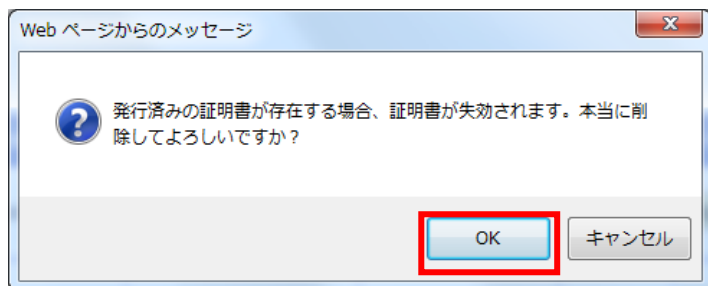 Web ページからのメッセージ
発行済みの証明書が存在する場合、証明書が失効されます。本当に削
除してよろしいですか？
OK
キャンセル